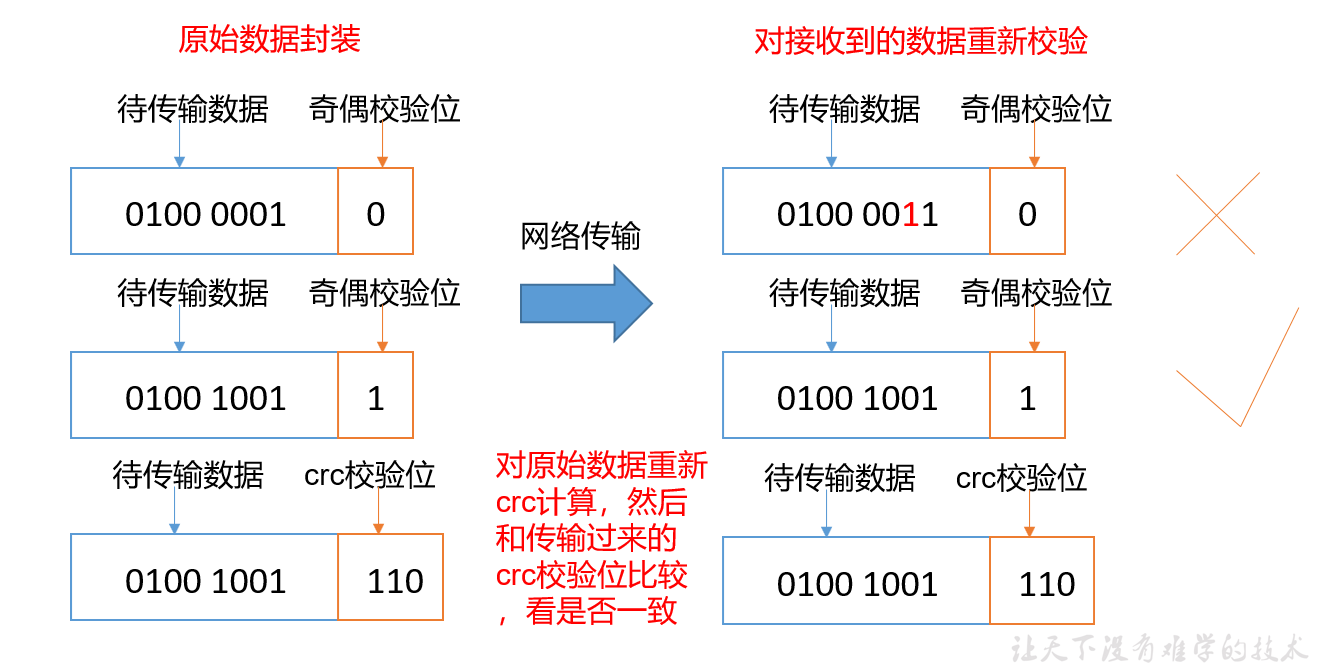 原始数据封装
对接收到的数据重新校验
待传输数据 奇偶校验位
待传输数据 奇偶校验位
0100 0001 0
0100 0011 0
网络传输
待传输数据 奇偶校验位
待传输数据 奇偶校验位
0100 1001 1
0100 1001 1
待传输数据 crc校验位
对原始数据重新
crc计算，然后
和传输过来的
crc校验位比较
，看是否一致
待传输数据 crc校验位
0100 1001 110
0100 1001 110
让天下没有难学的技术